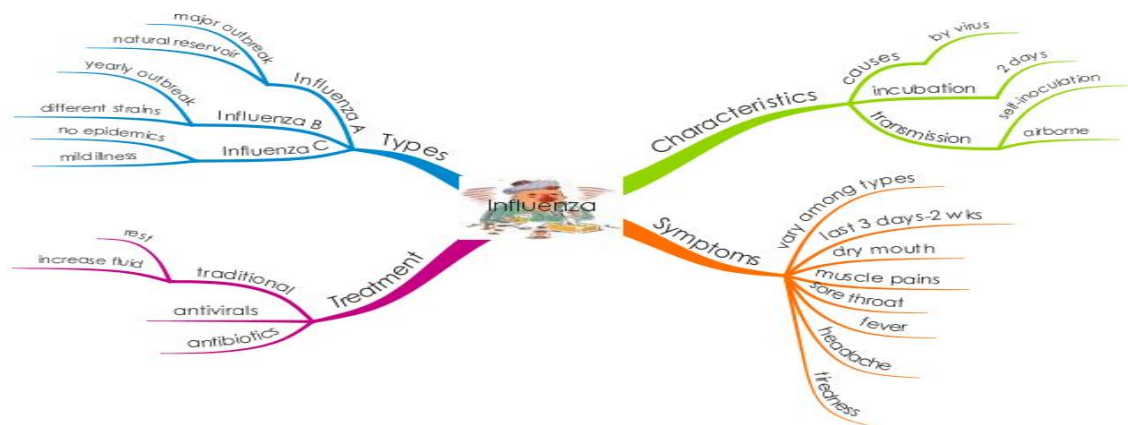 Influenza
Types
Influenza A
major outbreak
natural reservoir
Influenza B
yearly outbreak
different strains
Influenza C
no epidemics
mild illness
Treatment
traditional
rest
increase fluid
antivirals
antibiotics
Characteristics
causes
by virus
incubation
2 days
transmission
self-inoculation
airborne
Symptoms
vary among types
last 3 days-2 wks
dry mouth
muscle pains
sore throat
fever
headache
tiredness